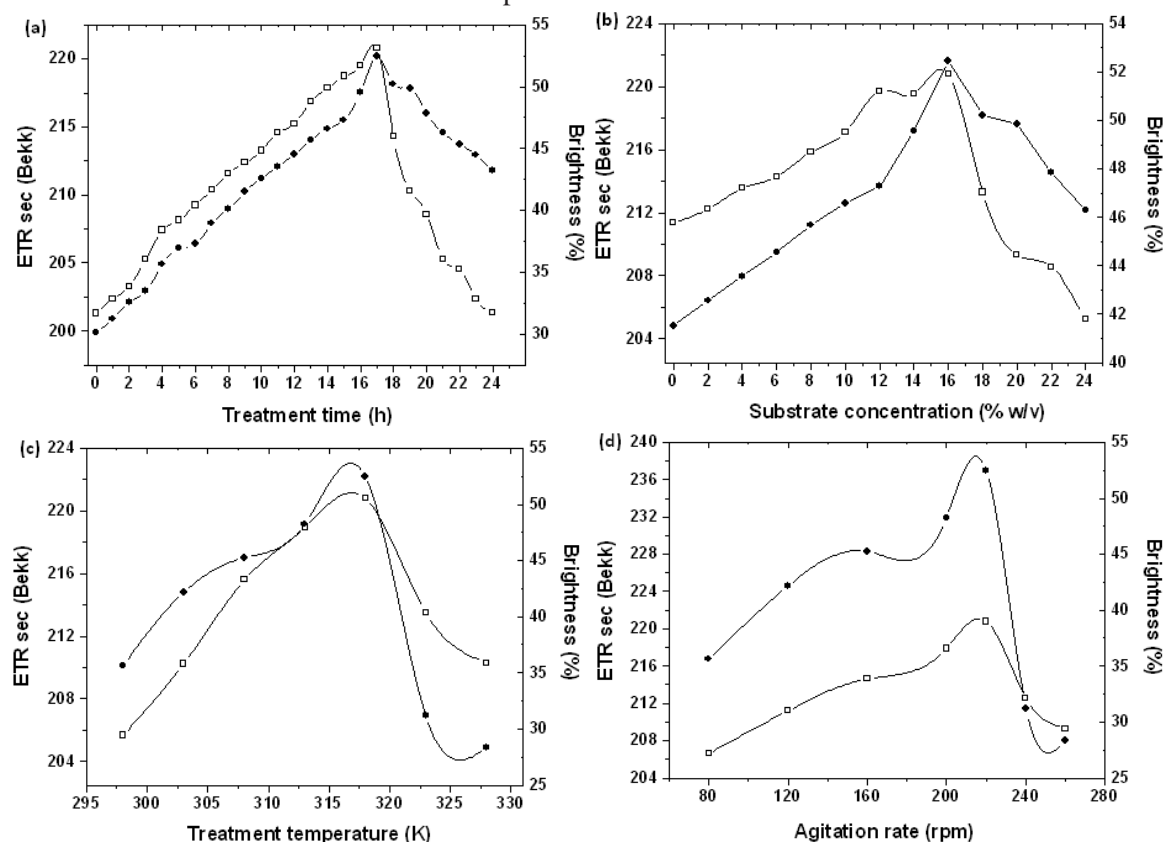 (a)
220
215
210
205
200
ETR sec (Bekk)
55
50
45
40
35
30
Brightness (%)
0 2 4 6 8 10 12 14 16 18 20 22 24
Treatment time (h)
(b)
224
220
216
212
208
204
ETR sec (Bekk)
54
52
50
48
46
44
42
40
Brightness (%)
0 2 4 6 8 10 12 14 16 18 20 22 24
Substrate concentration (% w/v)
(c)
224
220
216
212
208
204
ETR sec (Bekk)
55
50
45
40
35
30
25
Brightness (%)
295 300 305 310 315 320 325 330
Treatment temperature (K)
(d)
240
236
232
228
224
220
216
212
208
204
ETR sec (Bekk)
55
50
45
40
35
30
25
Brightness (%)
80 120 160 200 240 280
Agitation rate (rpm)